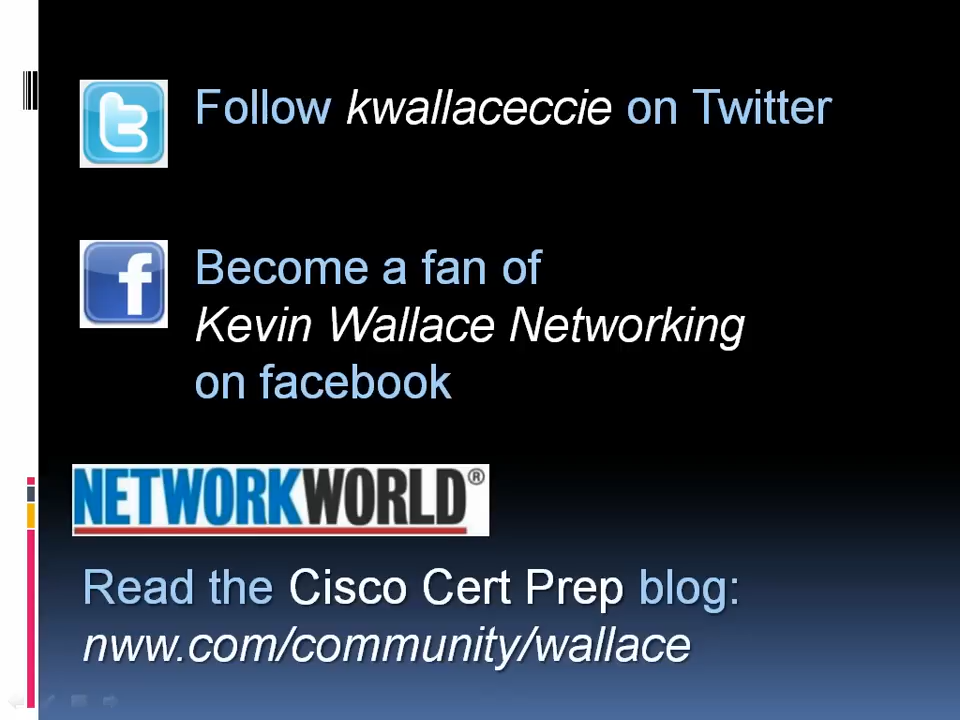 Follow kwallaceccie on Twitter
Become a fan of
Kevin Wallace Networking
on facebook
NETWORKWORLD®
Read the Cisco Cert Prep blog:
nww.com/community/wallace